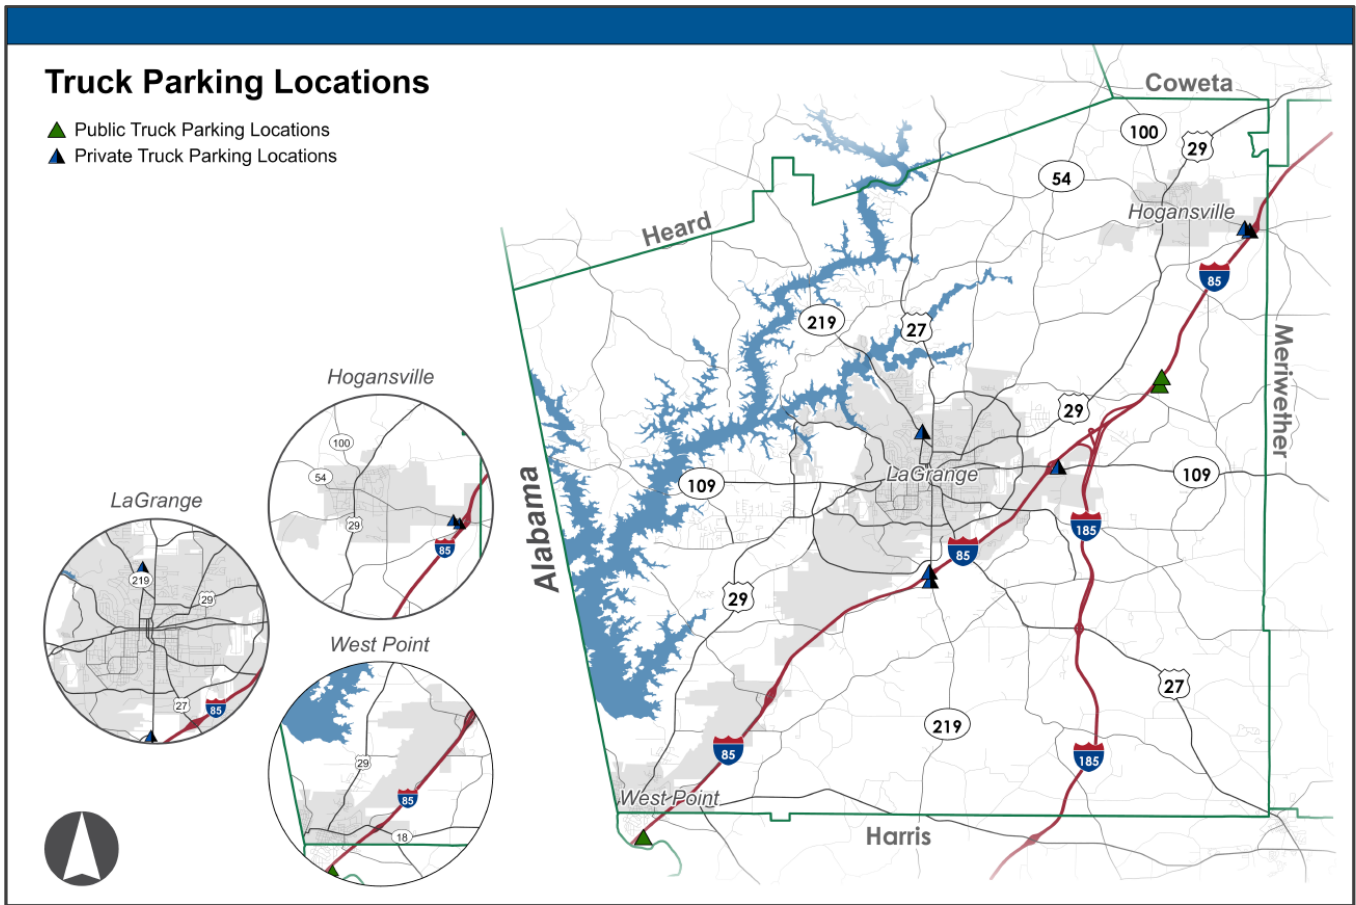 Truck Parking Locations
Public Truck Parking Locations
Private Truck Parking Locations
Coweta
100
29
54
Hogansville
Heard
85
219
27
Meriwether
29
LaGrange
109
109
Alabama
185
85
29
27
219
85
185
West Point
Harris
Hogansville
100
54
29
85
LaGrange
219
29
27
85
West Point
29
85
18